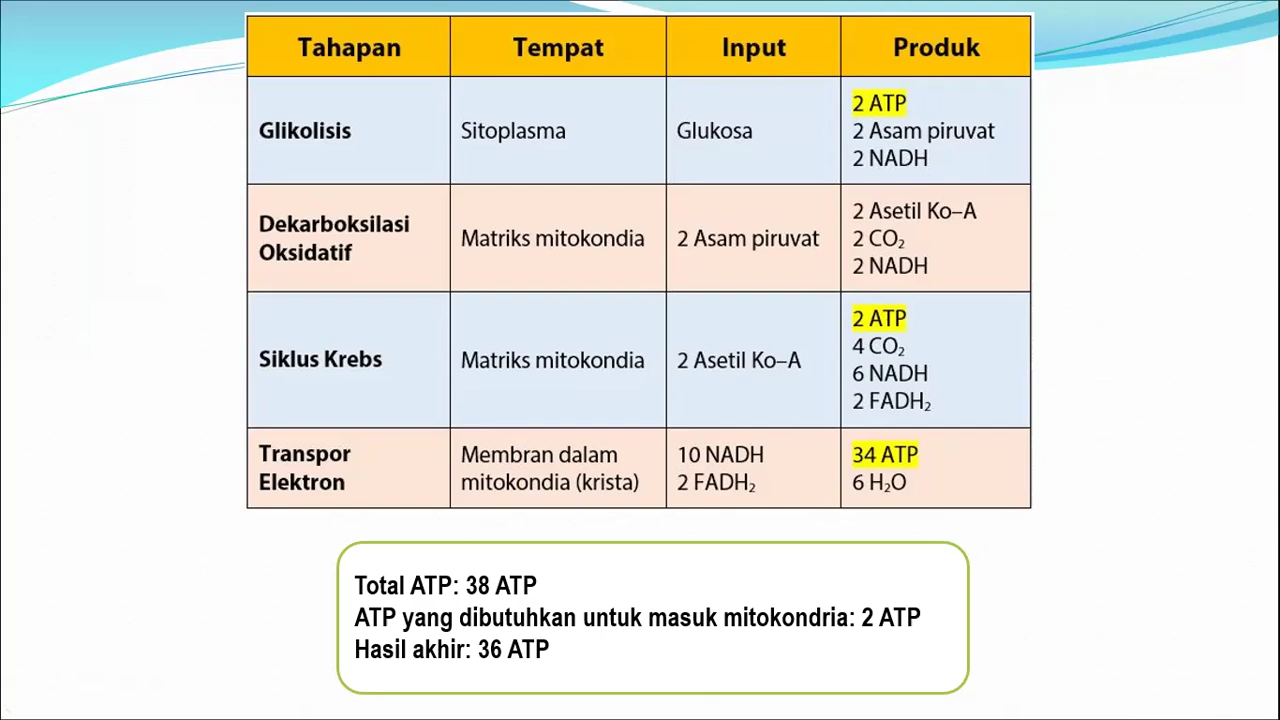 Tahapan Tempat Input Produk
Glikolisis Sitoplasma Glukosa 2 ATP
2 Asam piruvat
2 NADH
Dekarboksilasi
Oksidatif Matriks mitokondia 2 Asam piruvat 2 Asetil Ko–A
2 CO₂
2 NADH
Siklus Krebs Matriks mitokondia 2 Asetil Ko–A 2 ATP
4 CO₂
6 NADH
2 FADH₂
Transpor
Elektron Membran dalam
mitokondia (krista) 10 NADH
2 FADH₂ 34 ATP
6 H₂O
Total ATP: 38 ATP
ATP yang dibutuhkan untuk masuk mitokondria: 2 ATP
Hasil akhir: 36 ATP